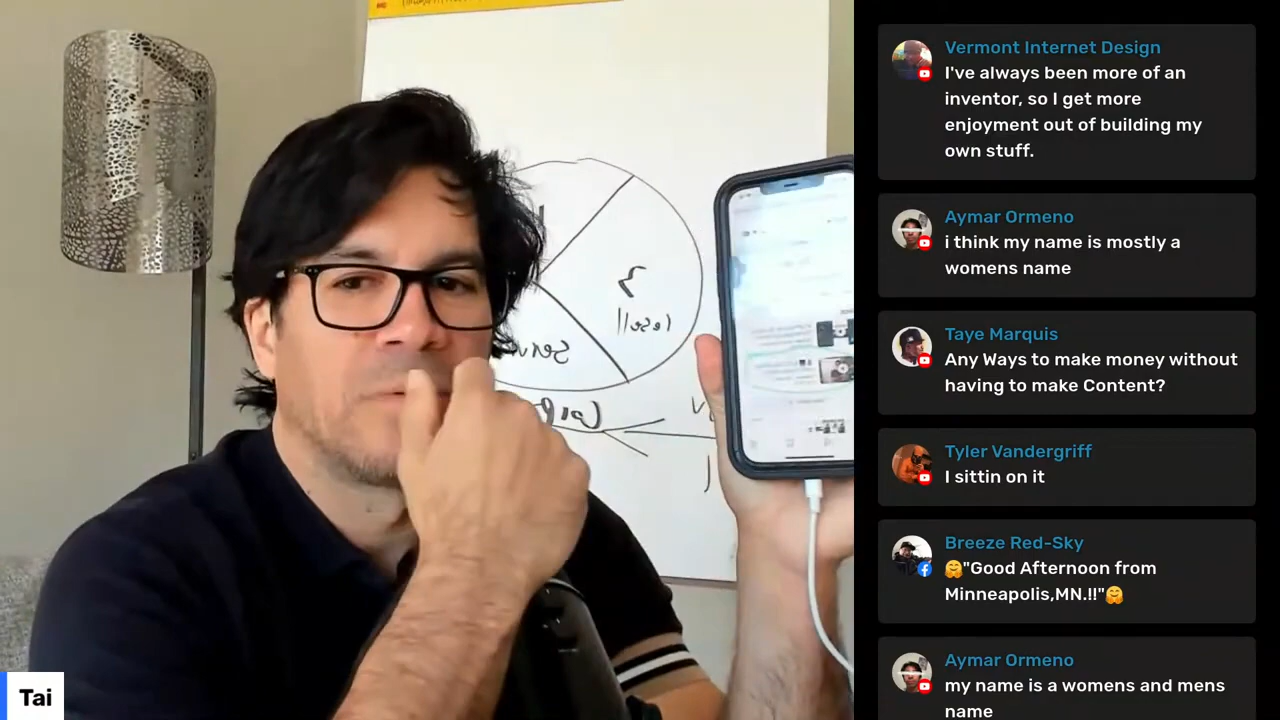 Vermont Internet Design
I've always been more of an
inventor, so I get more
enjoyment out of building my
own stuff.
Aymar Ormeno
i think my name is mostly a
womens name
Taye Marquis
Any Ways to make money without
having to make Content?
Tyler Vandergriff
I sittin on it
Breeze Red-Sky
🤗"Good Afternoon from
Minneapolis,MN.!!"🤗
Aymar Ormeno
my name is a womens and mens
name
3
resell
Tai